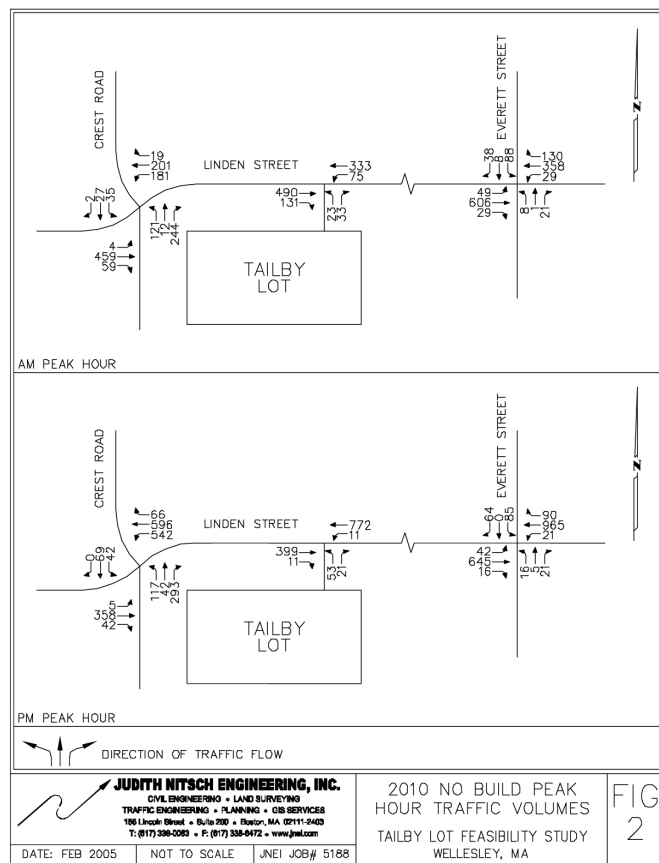 CREST ROAD
19
201
181
LINDEN STREET
333
75
EVERETT STREET
38
8
88
130
358
29
2
27
35
121
12
244
490
131
23
33
49
606
29
8
1
21
4
459
59
TAILBY
LOT
N
AM PEAK HOUR
CREST ROAD
66
596
542
LINDEN STREET
772
11
EVERETT STREET
64
0
85
90
965
21
0
69
42
117
42
293
399
11
53
21
42
645
16
16
5
21
5
358
42
TAILBY
LOT
N
PM PEAK HOUR
DIRECTION OF TRAFFIC FLOW
JUDITH NITSCH ENGINEERING, INC.
CIVIL ENGINEERING • LAND SURVEYING
TRAFFIC ENGINEERING • PLANNING • GIS SERVICES
186 Lincoln Street • Suite 200 • Boston, MA 02111-2403
T: (617) 338-0063 • F: (617) 338-6472 • www.jnei.com
DATE: FEB 2005
NOT TO SCALE
JNEI JOB# 5188
2010 NO BUILD PEAK
HOUR TRAFFIC VOLUMES
TAILBY LOT FEASIBILITY STUDY
WELLESLEY, MA
FIG
2